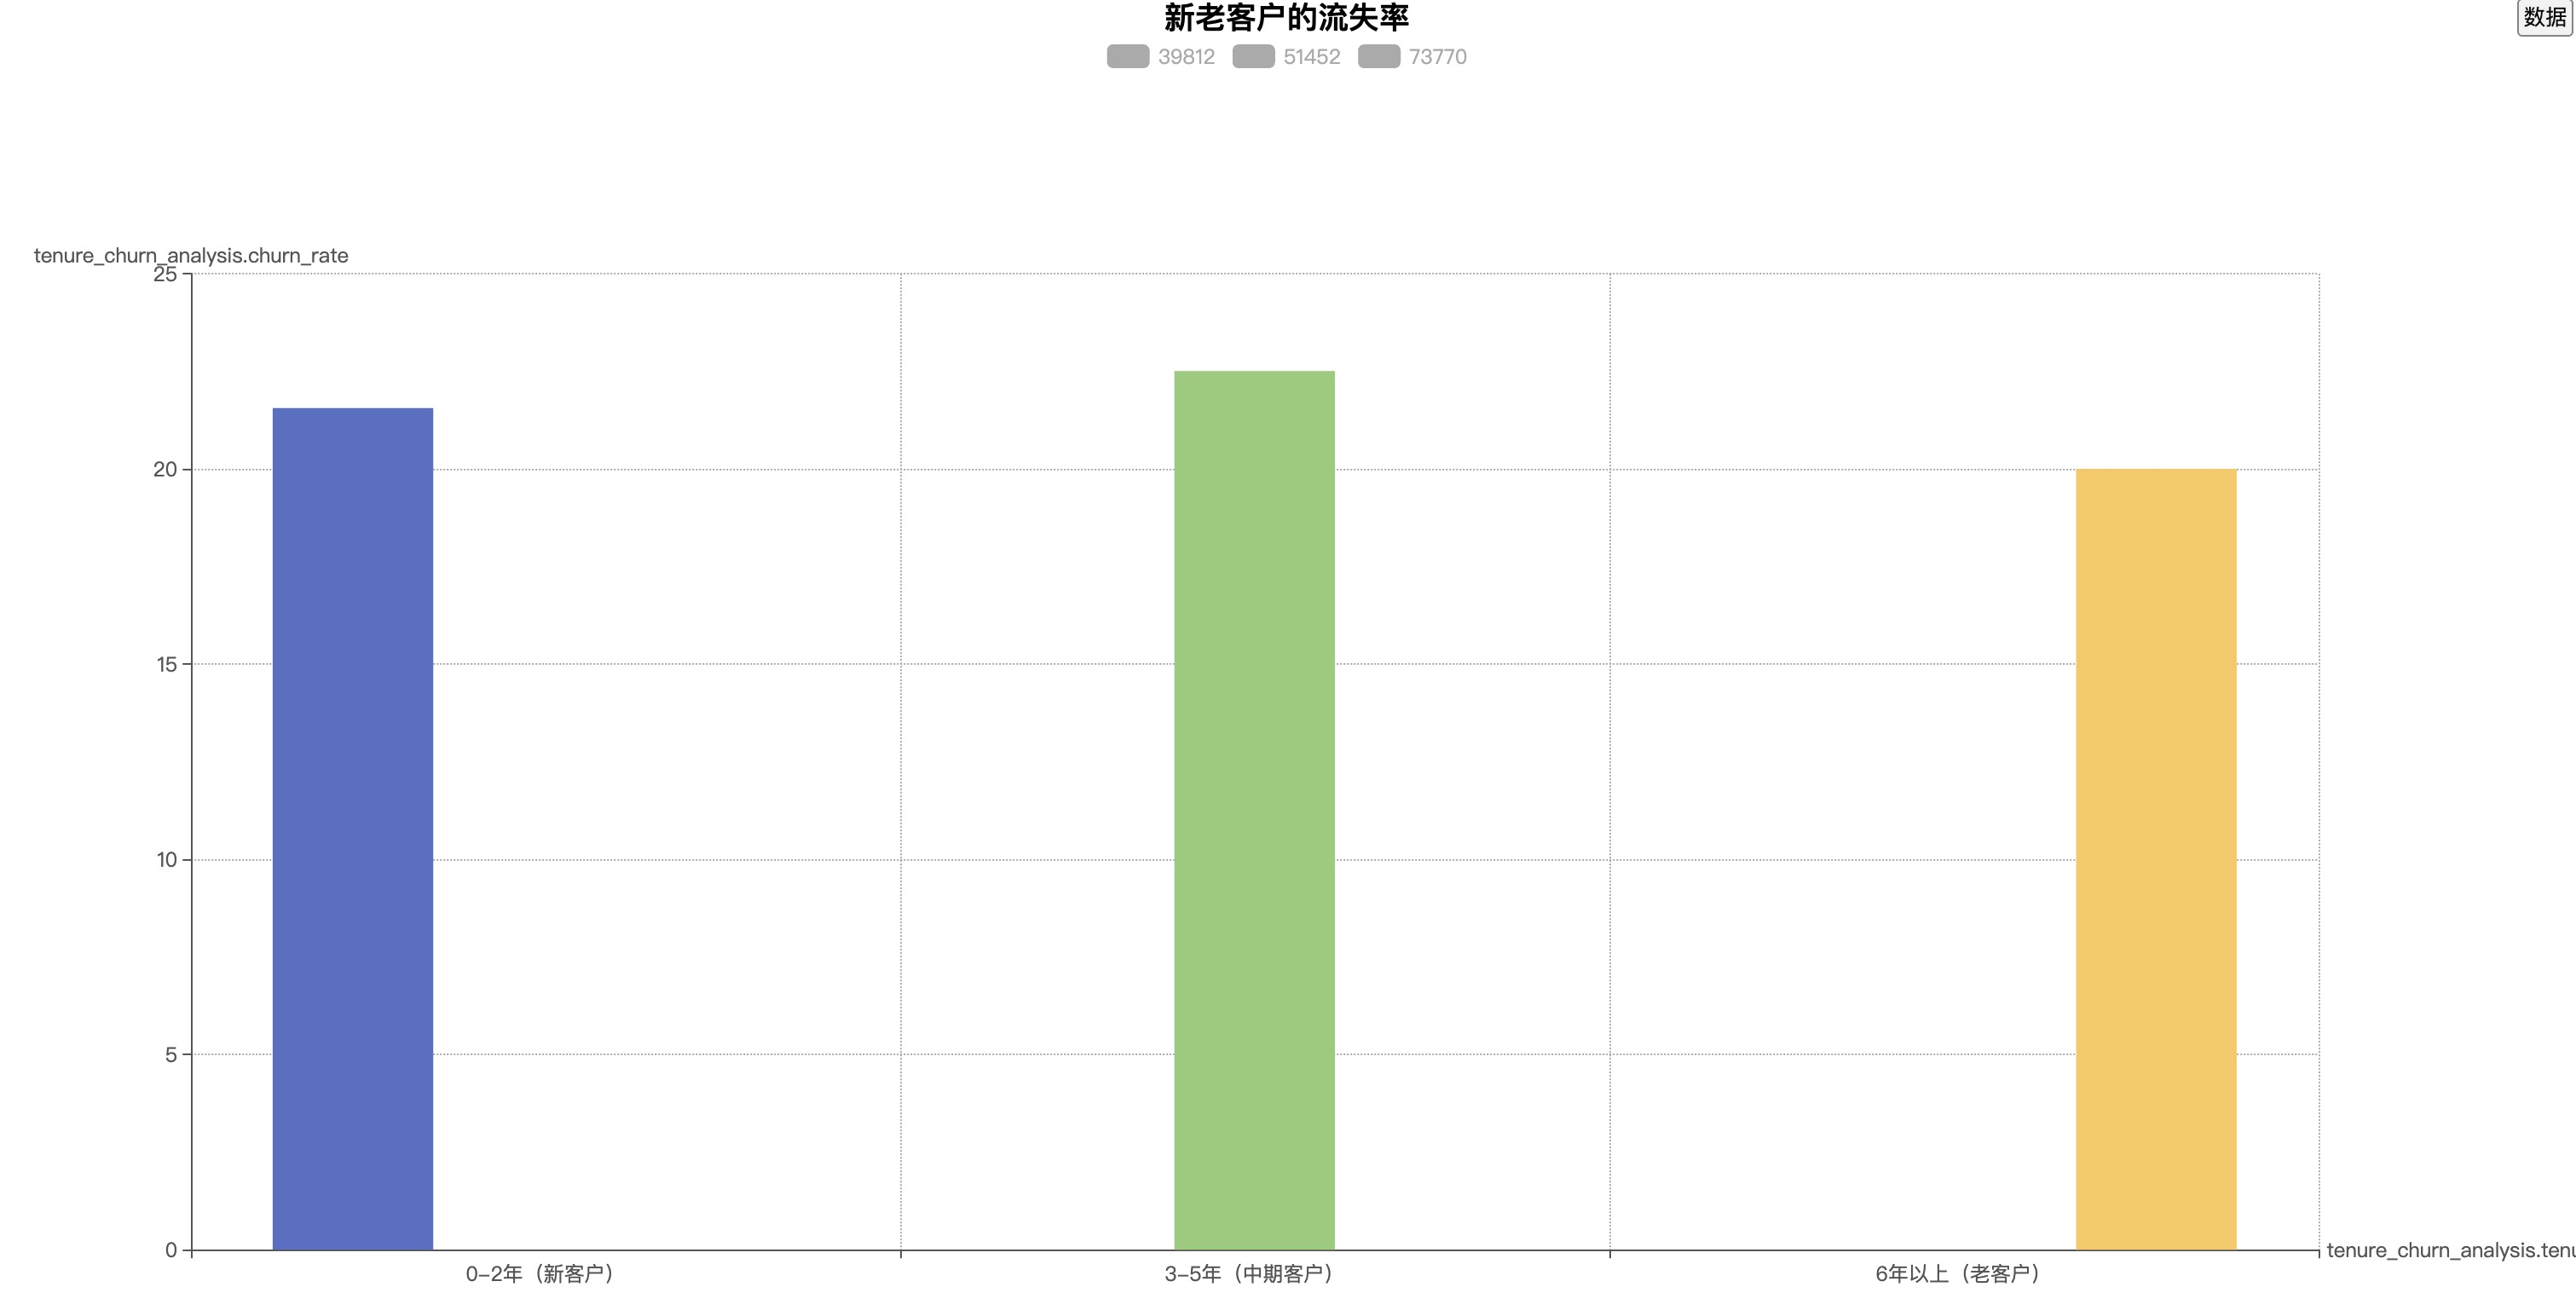 新老客户的流失率
数据
39812 51452 73770
tenure_churn_analysis.churn_rate
25
20
15
10
5
0
tenure_churn_analysis.tenu
0-2年（新客户）
3-5年（中期客户）
6年以上（老客户）